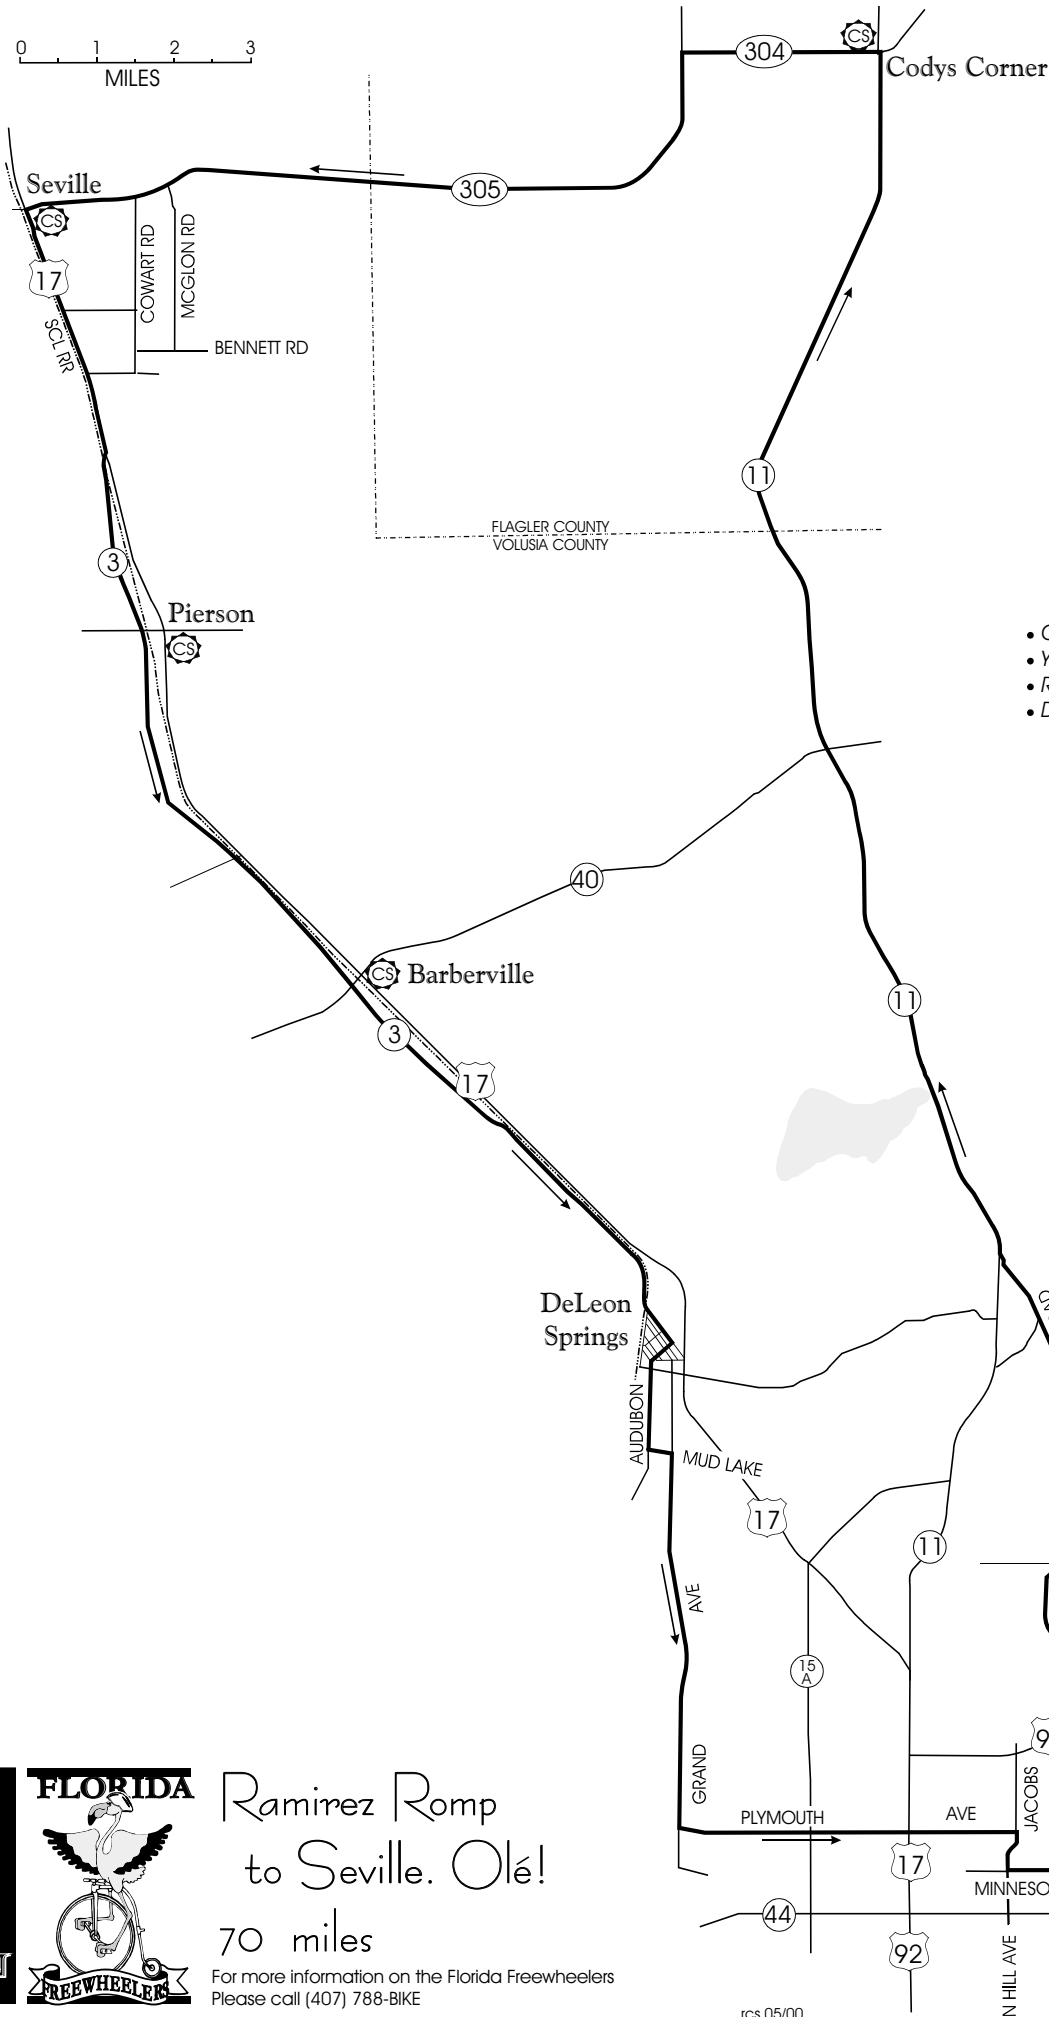 0 1 2 3
MILES
304
CS
Codys Corner
Seville
CS
305
17
COWART RD
MCGLON RD
SCL RR
BENNETT RD
11
FLAGLER COUNTY
VOLUSIA COUNTY
3
Pierson
CS
40
CS
Barberville
11
3
17
DeLeon
Springs
AUDUBON
MUD LAKE
17
11
AVE
15
A
GRAND
JACOBS
PLYMOUTH
AVE
17
MINNESO
44
92
N HILL AVE
FLORIDA
FREEWHEELERS
Ramirez Romp
to Seville. Olé!
70 miles
For more information on the Florida Freewheelers
Please call (407) 788-BIKE
rcs 05/00